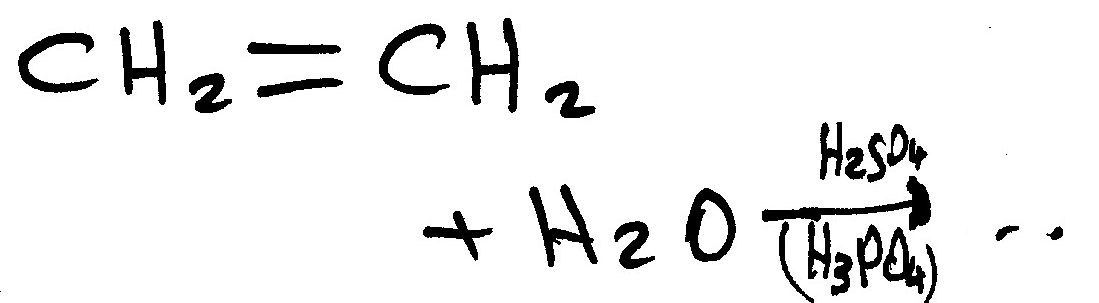 CH₂=CH₂
H₂SO₄
+ H₂O → ..
(H₃PO₄)